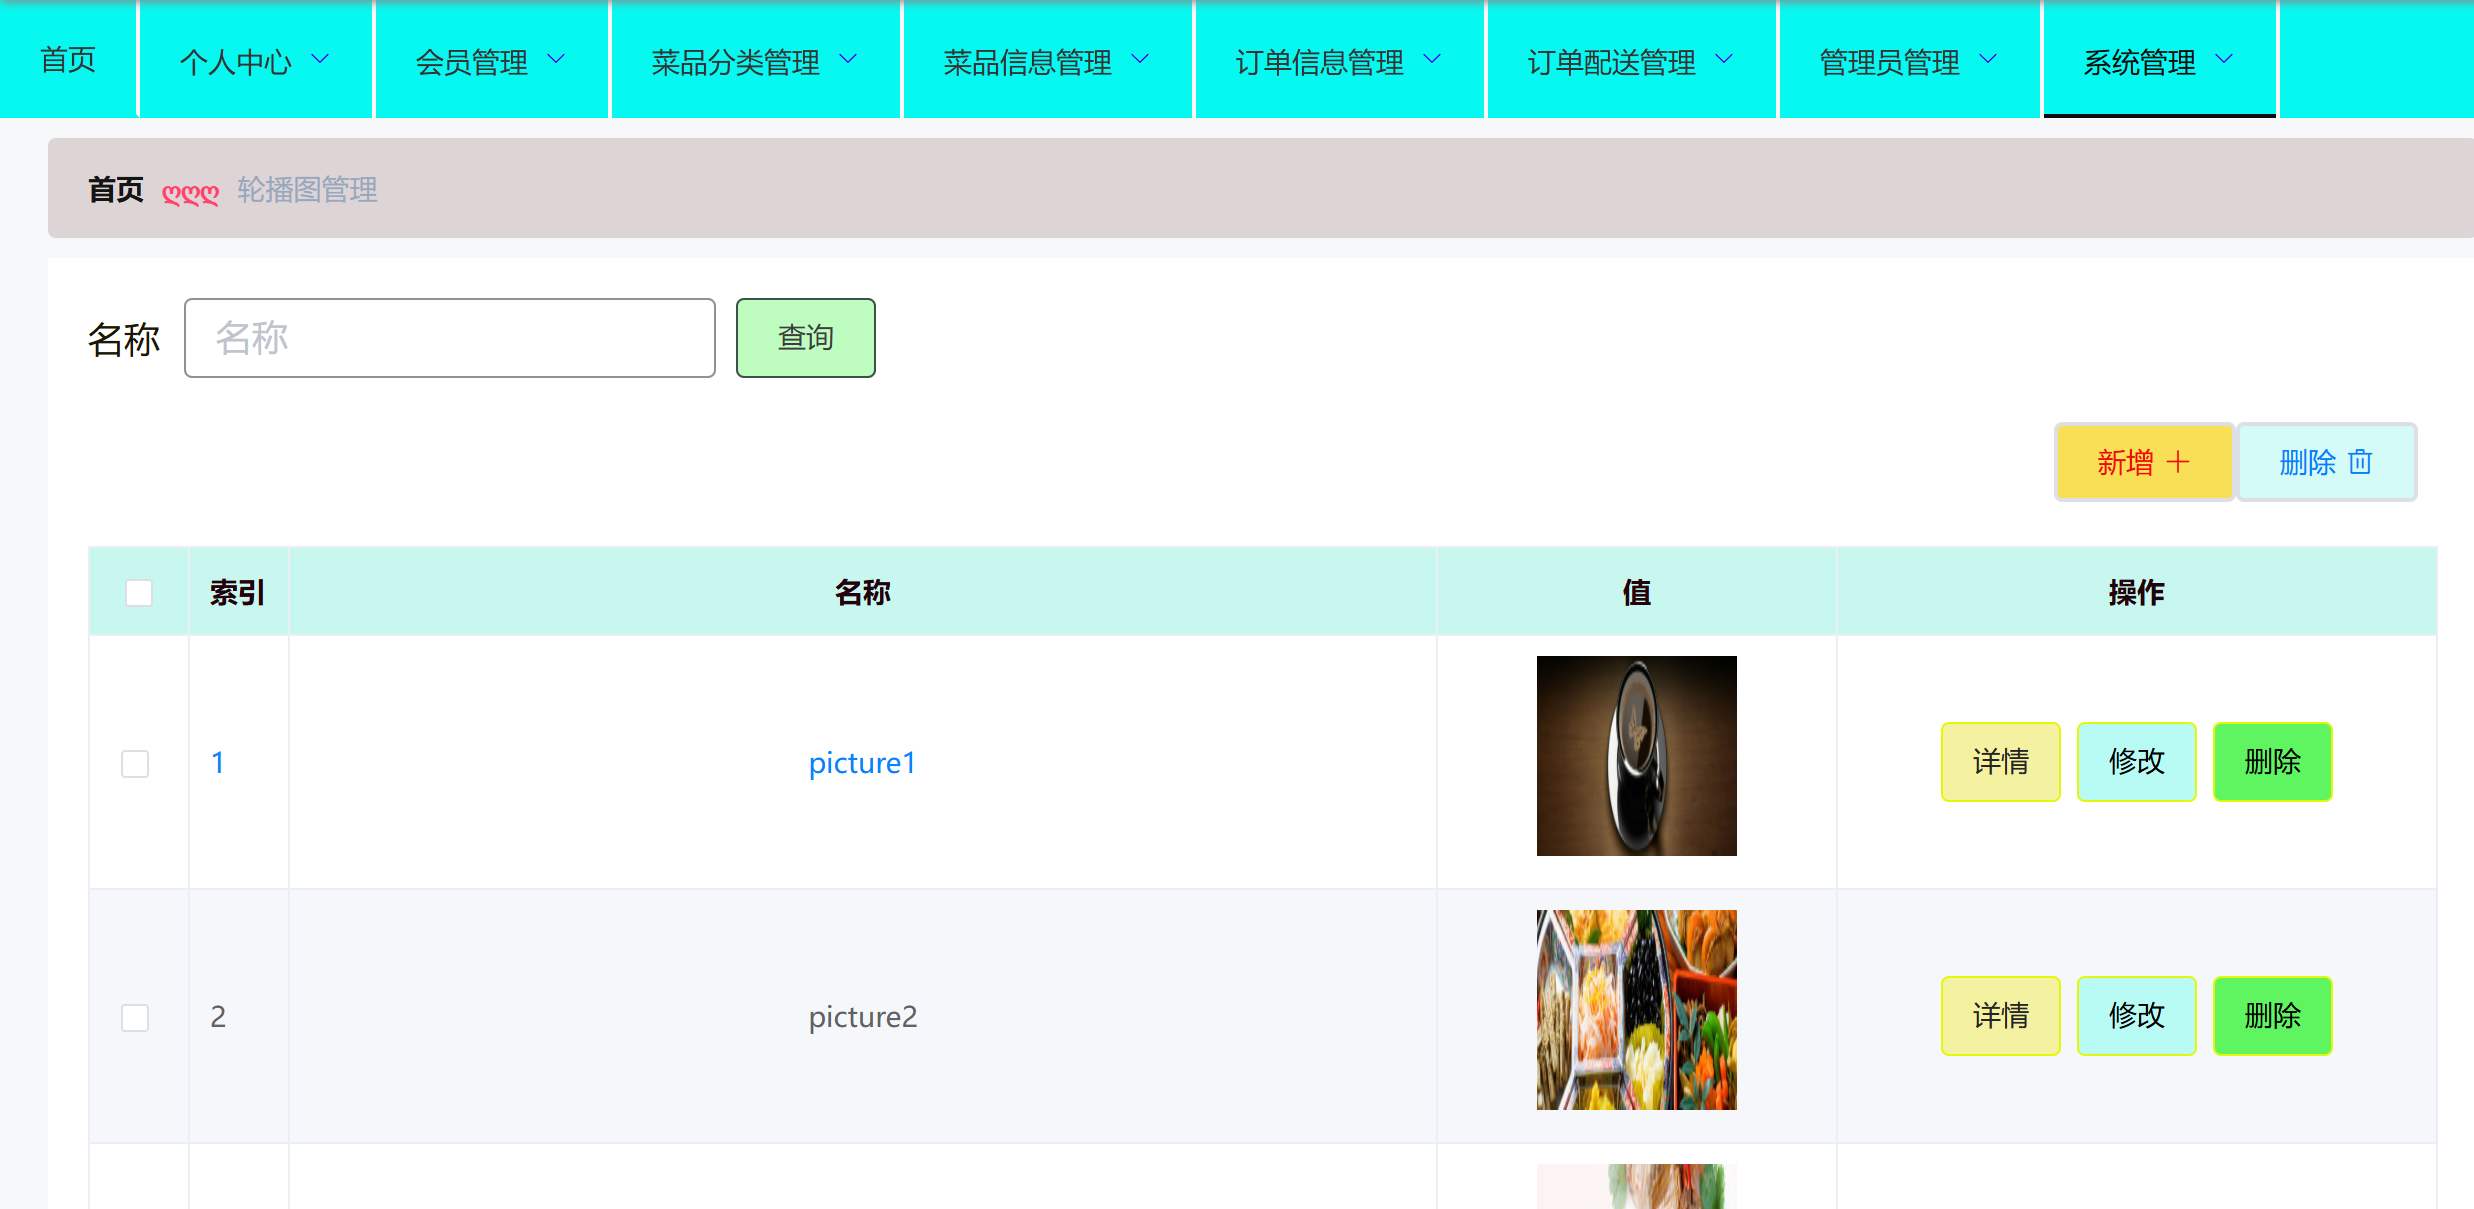 首页 个人中心 会员管理 菜品分类管理 菜品信息管理 订单信息管理 订单配送管理 管理员管理 系统管理
首页 ღღღ 轮播图管理
名称 名称 查询
新增 删除
索引 名称 值 操作
1 picture1 详情 修改 删除
2 picture2 详情 修改 删除